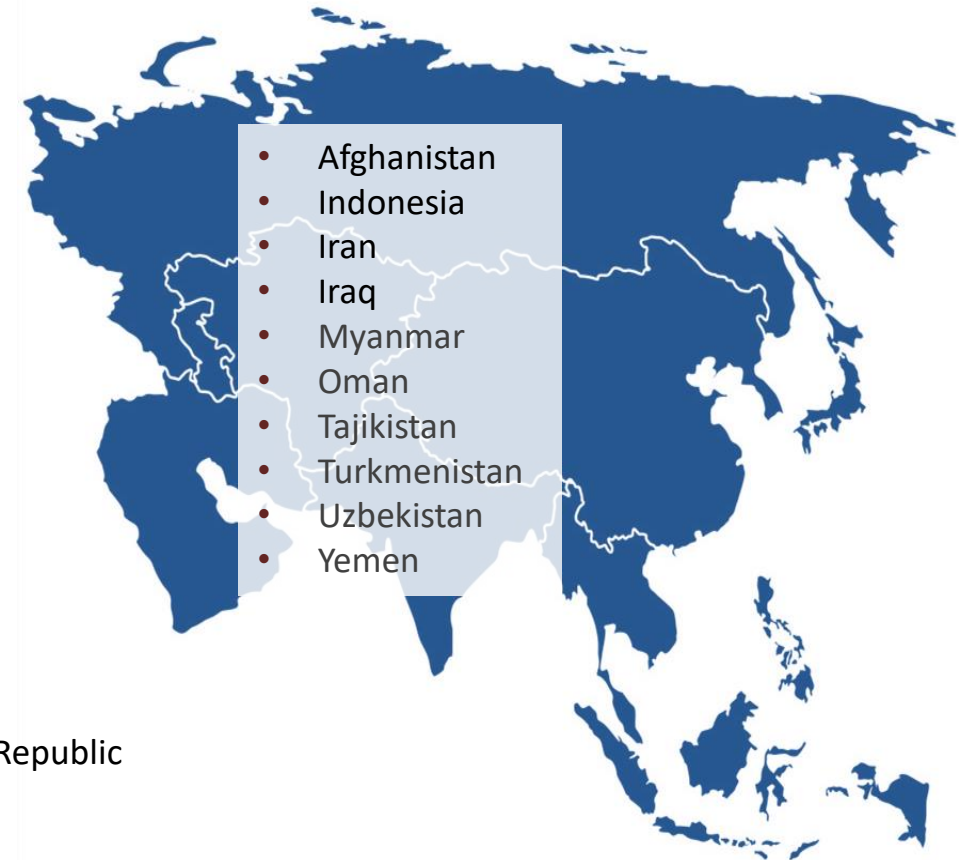 • Afghanistan
• Indonesia
• Iran
• Iraq
• Myanmar
• Oman
• Tajikistan
• Turkmenistan
• Uzbekistan
• Yemen
Republic